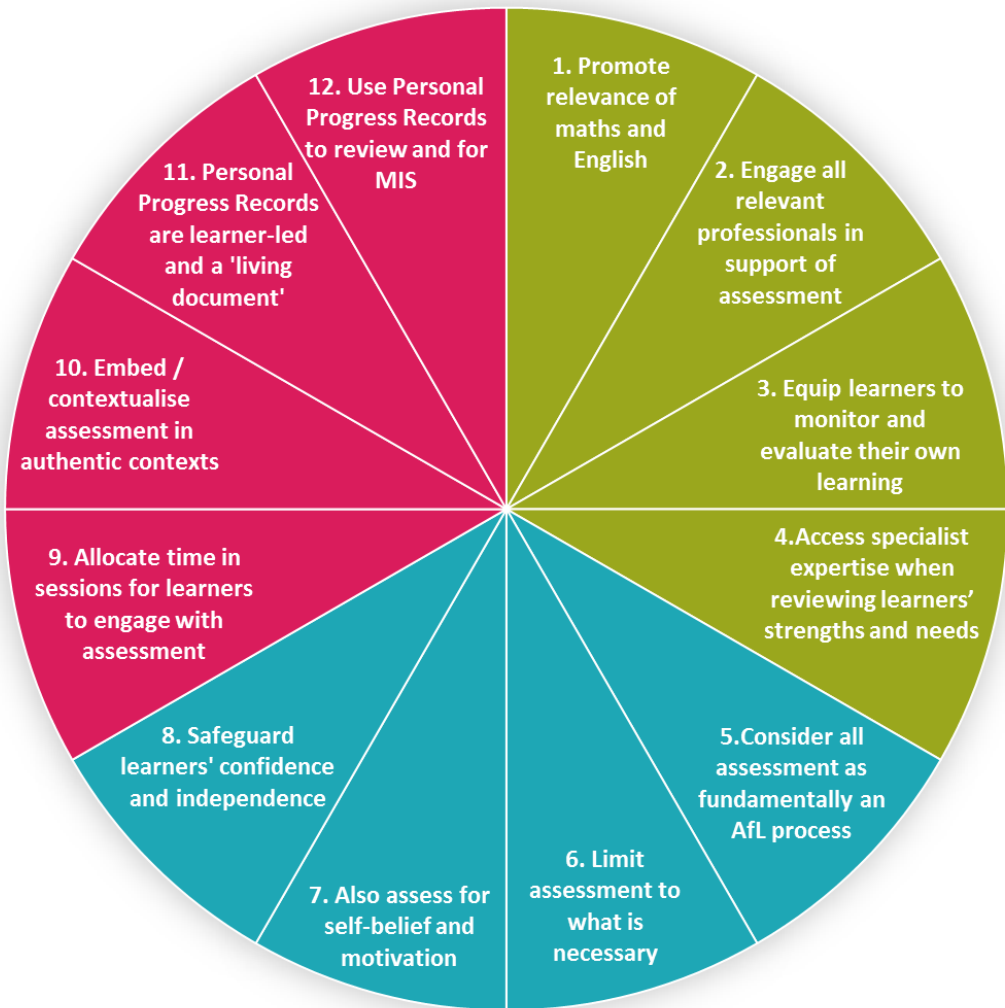 1. Promote
relevance of
maths and
English
2. Engage all
relevant
professionals in
support of
assessment
3. Equip learners to
monitor and
evaluate their own
learning
4.Access specialist
expertise when
reviewing learners’
strengths and needs
5.Consider all
assessment as
fundamentally an
AfL process
6. Limit
assessment to
what is
necessary
7. Also assess for
self-belief and
motivation
8. Safeguard
learners' confidence
and independence
9. Allocate time in
sessions for learners
to engage with
assessment
10. Embed /
contextualise
assessment in
authentic contexts
11. Personal
Progress Records
are learner-led
and a 'living
document'
12. Use Personal
Progress Records
to review and for
MIS